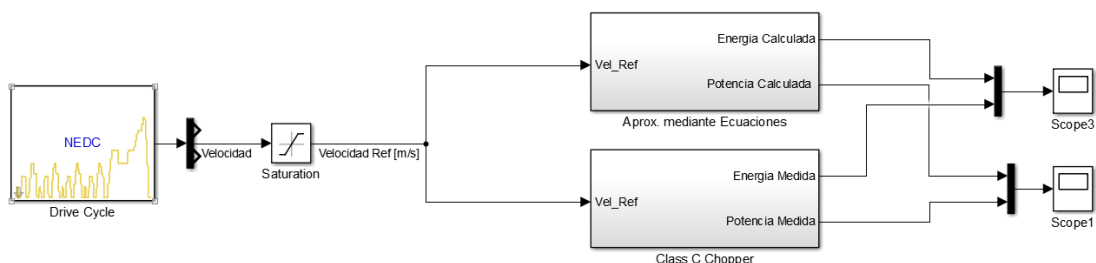 NEDC
Drive Cycle
Velocidad
Saturation
Velocidad Ref [m/s]
Vel_Ref
Energia Calculada
Potencia Calculada
Aprox. mediante Ecuaciones
Vel_Ref
Energia Medida
Potencia Medida
Class C Chopper
Scope3
Scope1